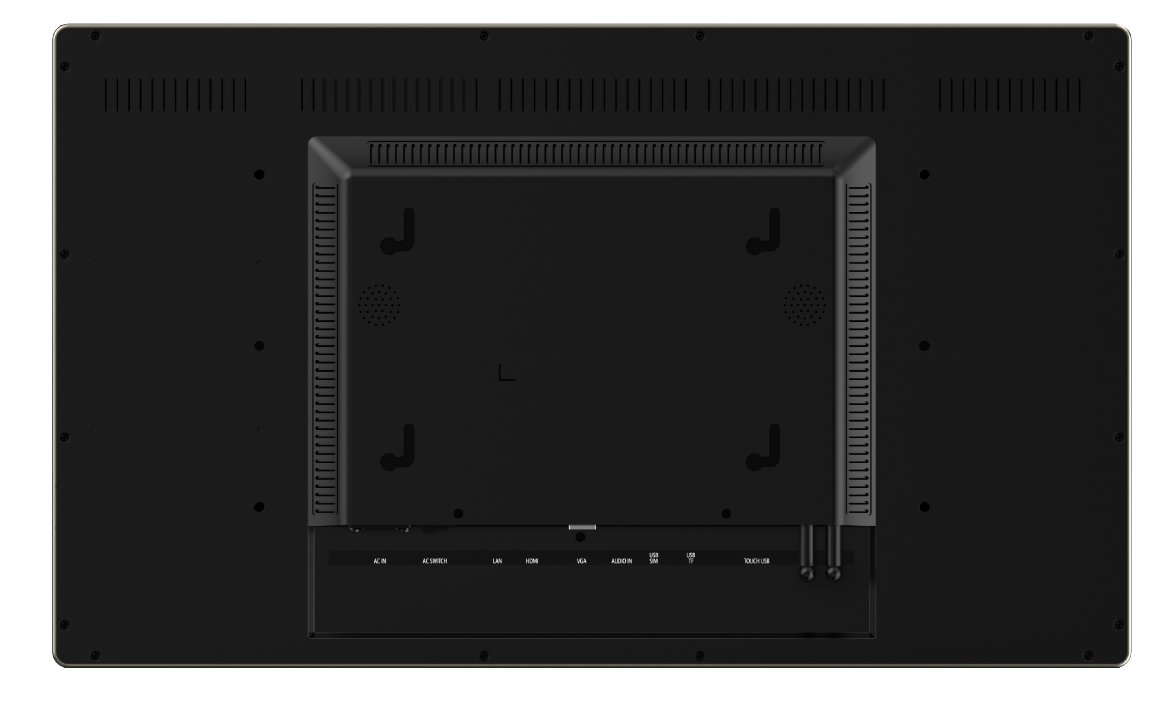 AC IN
AC SWITCH
LAN
HDMI
VGA
AUDIO IN
USB
SIM
USB
TF
TOUCH USB